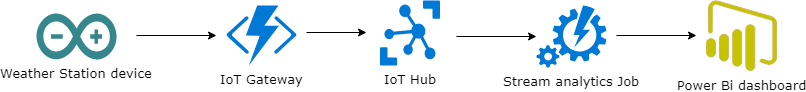 Weather Station device
IoT Gateway
IoT Hub
Stream analytics Job
Power Bi dashboard